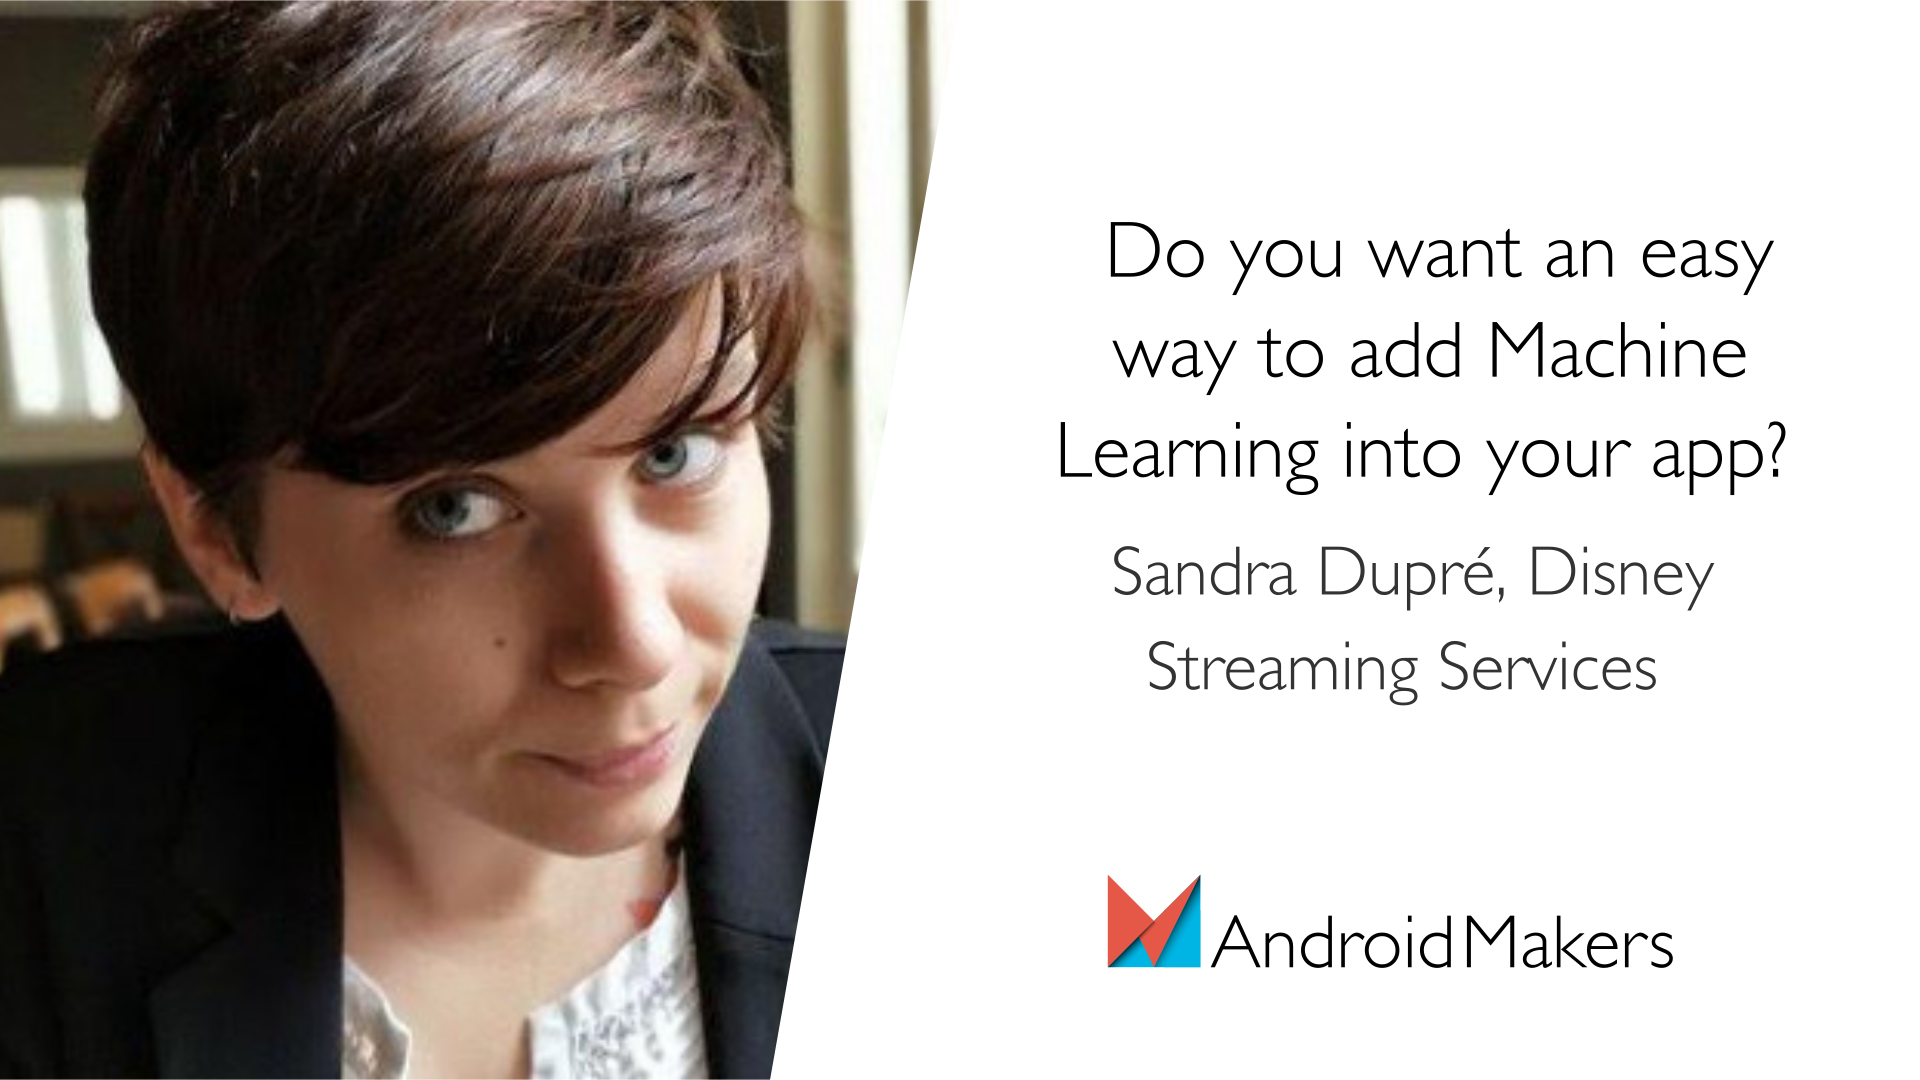 Do you want an easy
way to add Machine
Learning into your app?
Sandra Dupré, Disney
Streaming Services
AndroidMakers